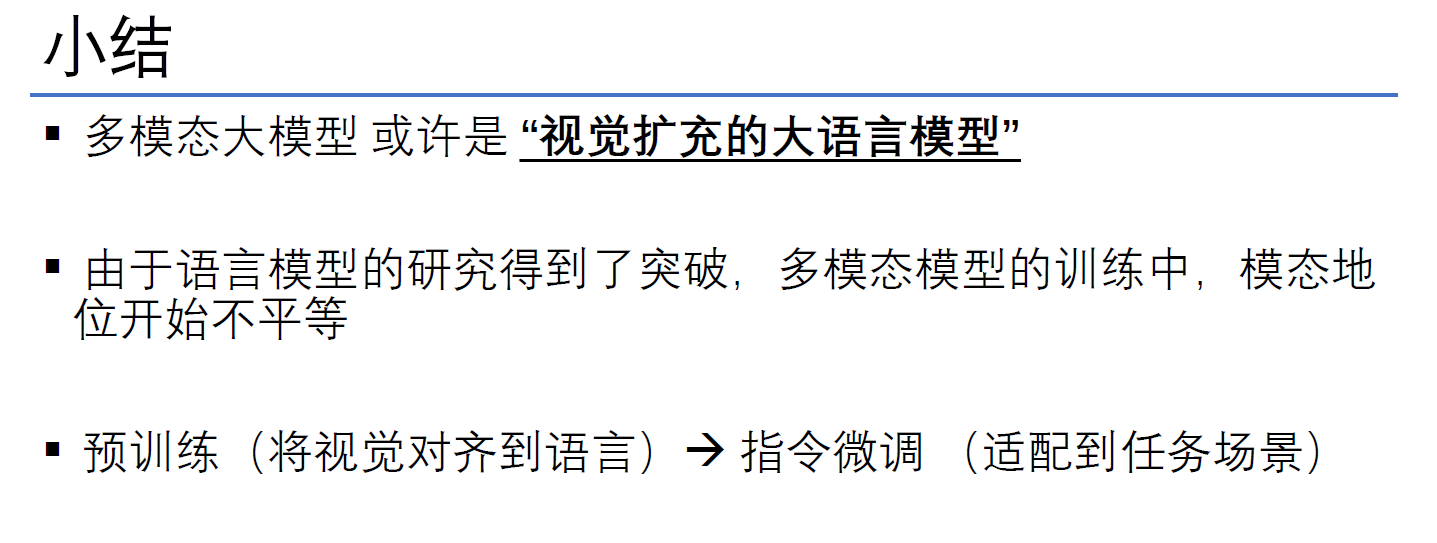 小结
▪ 多模态大模型 或许是 “视觉扩充的大语言模型”
▪ 由于语言模型的研究得到了突破，多模态模型的训练中，模态地
位开始不平等
▪ 预训练（将视觉对齐到语言）→ 指令微调 （适配到任务场景）